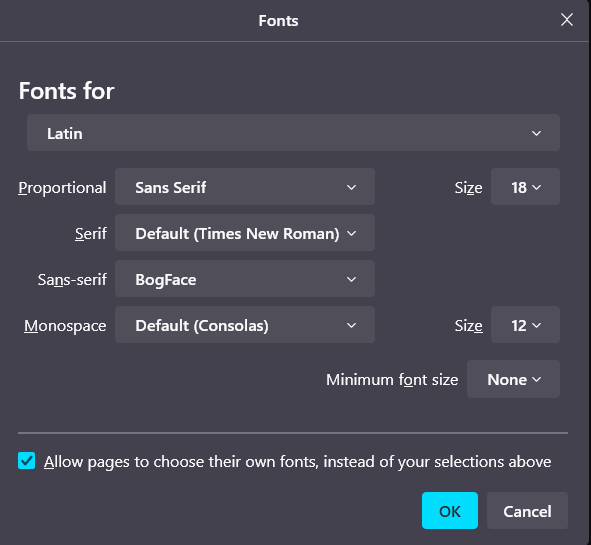 Fonts
Fonts for
Latin
Proportional Sans Serif Size 18
Serif Default (Times New Roman)
Sans-serif BogFace
Monospace Default (Consolas) Size 12
Minimum font size None
Allow pages to choose their own fonts, instead of your selections above
OK Cancel